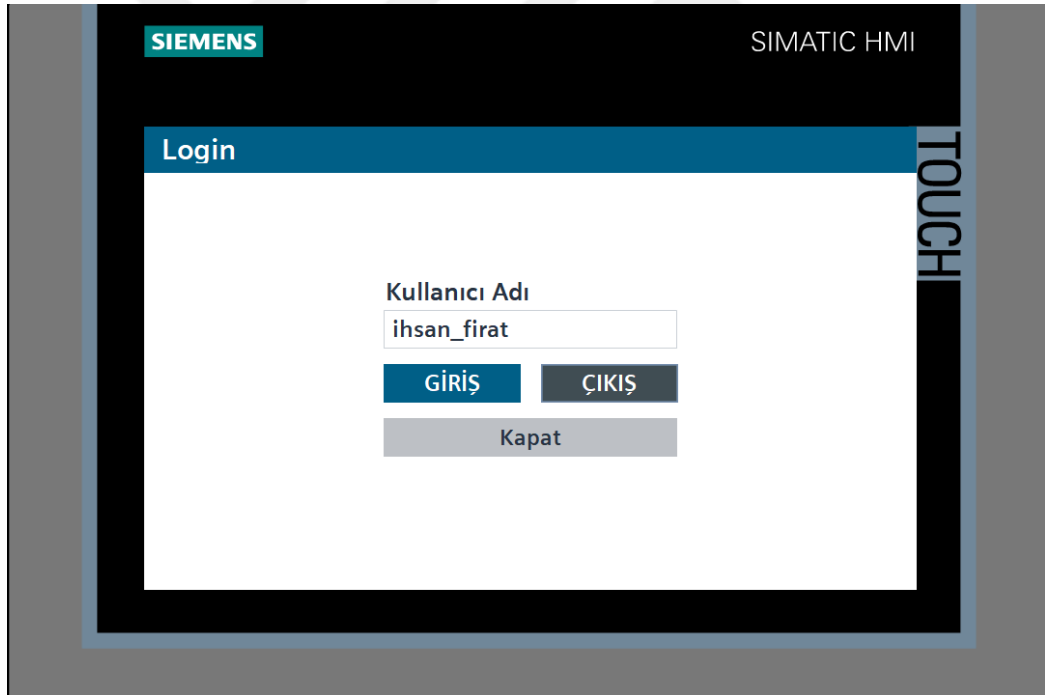 SIEMENS
SIMATIC HMI
Login
TOUCH
Kullanıcı Adı
ihsan_firat
GİRİŞ
ÇIKIŞ
Kapat